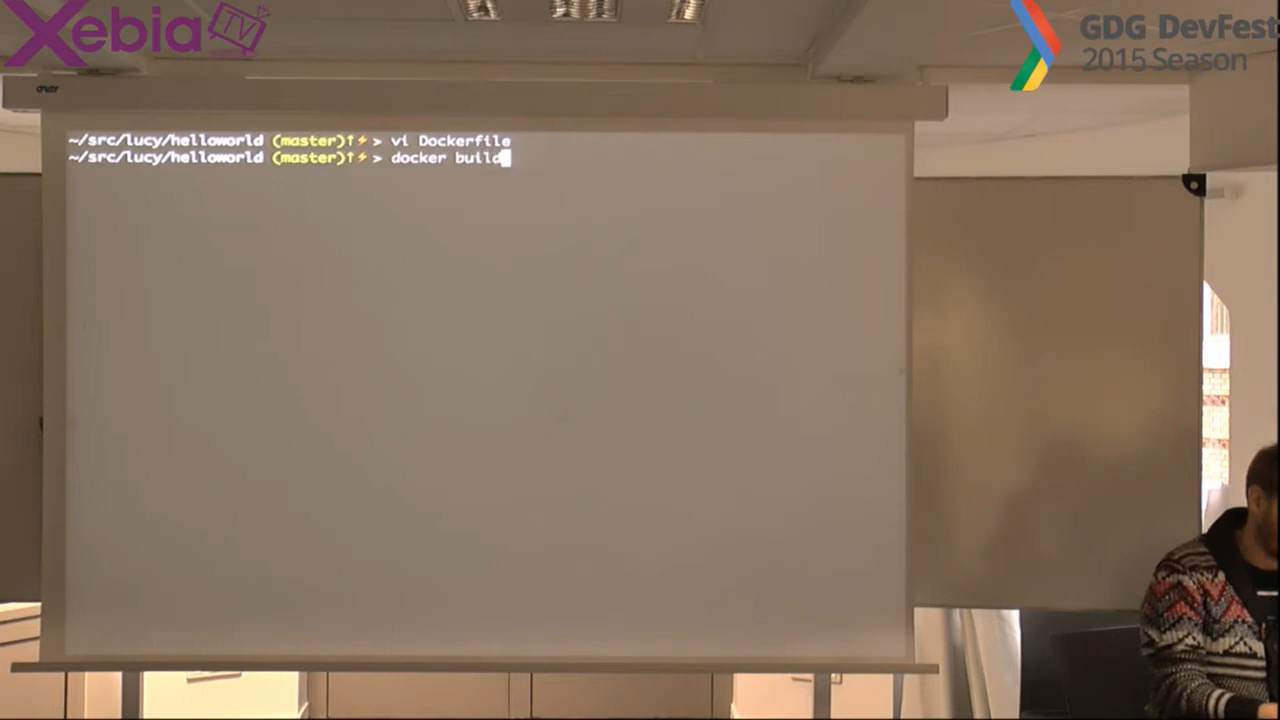 Xebia TV
GDG DevFest
2015 Season
~/src/lucy/helloworld (master)↑⚡> vi Dockerfile
~/src/lucy/helloworld (master)↑⚡> docker build